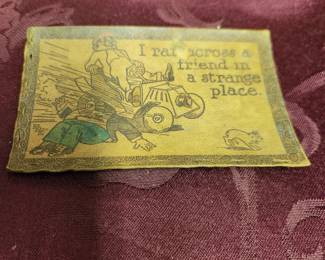 I ran across a
friend in
a strange
place.